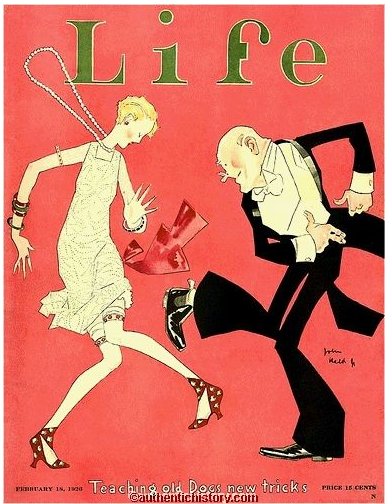 Life
John
Held Jr
FEBRUARY 18, 1926
Teaching old Dogs new tricks
PRICE 15 CENTS
©authentichistory.com